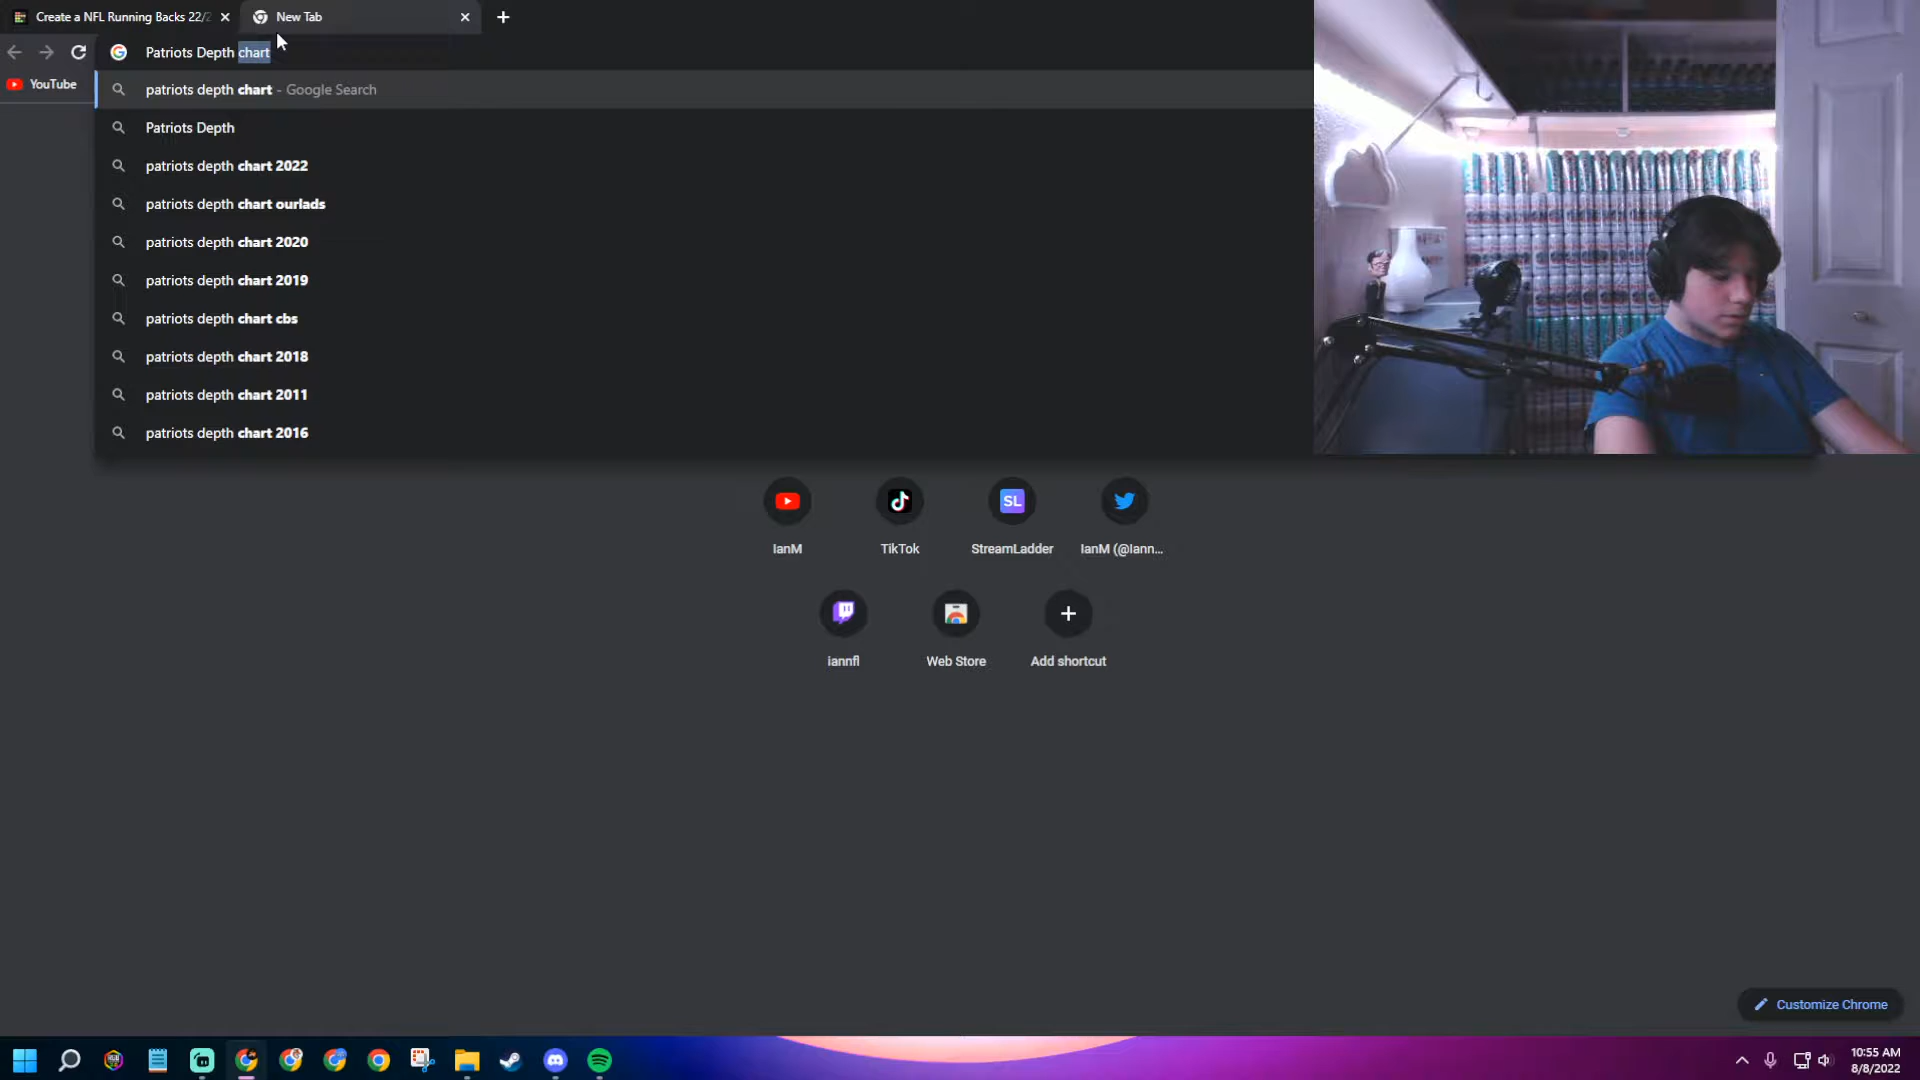 Create a NFL Running Backs 22/2
New Tab
Patriots Depth chart
YouTube
patriots depth chart - Google Search
Patriots Depth
patriots depth chart 2022
patriots depth chart ourlads
patriots depth chart 2020
patriots depth chart 2019
patriots depth chart cbs
patriots depth chart 2018
patriots depth chart 2011
patriots depth chart 2016
SL
IanM
TikTok
StreamLadder
IanM (@Iann...
iannfl
Web Store
Add shortcut
Customize Chrome
10:55 AM
8/8/2022